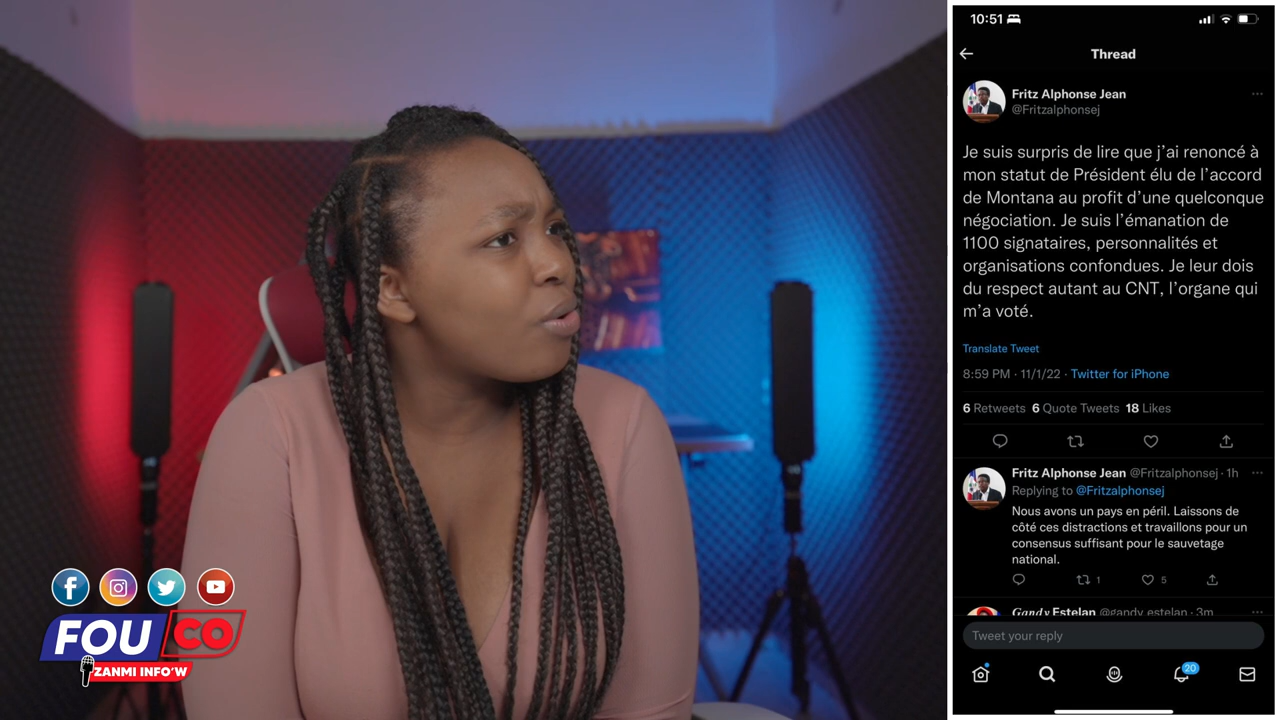 10:51
Thread
Fritz Alphonse Jean
@Fritzalphonsej
Je suis surpris de lire que j’ai renoncé à
mon statut de Président élu de l’accord
de Montana au profit d’une quelconque
négociation. Je suis l’émanation de
1100 signataires, personnalités et
organisations confondues. Je leur dois
du respect autant au CNT, l’organe qui
m’a voté.
Translate Tweet
8:59 PM · 11/1/22 · Twitter for iPhone
6 Retweets 6 Quote Tweets 18 Likes
Fritz Alphonse Jean @Fritzalphonsej · 1h
Replying to @Fritzalphonsej
Nous avons un pays en péril. Laissons de
côté ces distractions et travaillons pour un
consensus suffisant pour le sauvetage
national.
1 5
Gandy Estelan @gandy_estelan · 3m
Tweet your reply
20
FOU CO
ZANMI INFO'W